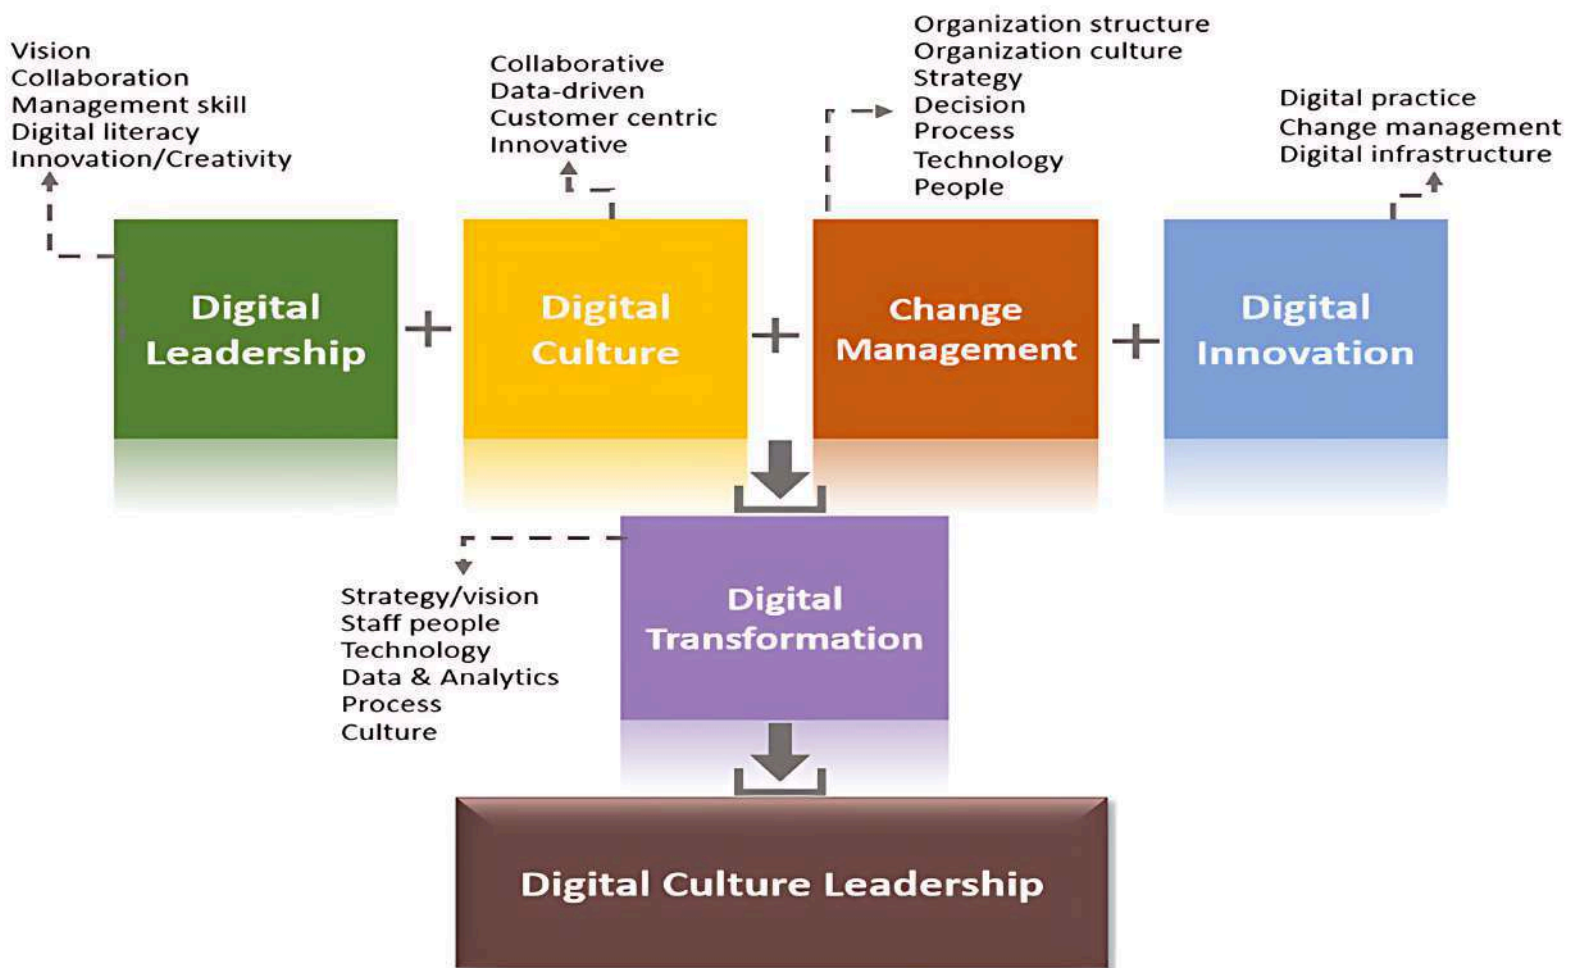 Vision
Collaboration
Management skill
Digital literacy
Innovation/Creativity
Collaborative
Data-driven
Customer centric
Innovative
Organization structure
Organization culture
Strategy
Decision
Process
Technology
People
Digital practice
Change management
Digital infrastructure
Digital
Leadership
+
Digital
Culture
+
Change
Management
+
Digital
Innovation
Strategy/vision
Staff people
Technology
Data & Analytics
Process
Culture
Digital
Transformation
Digital Culture Leadership